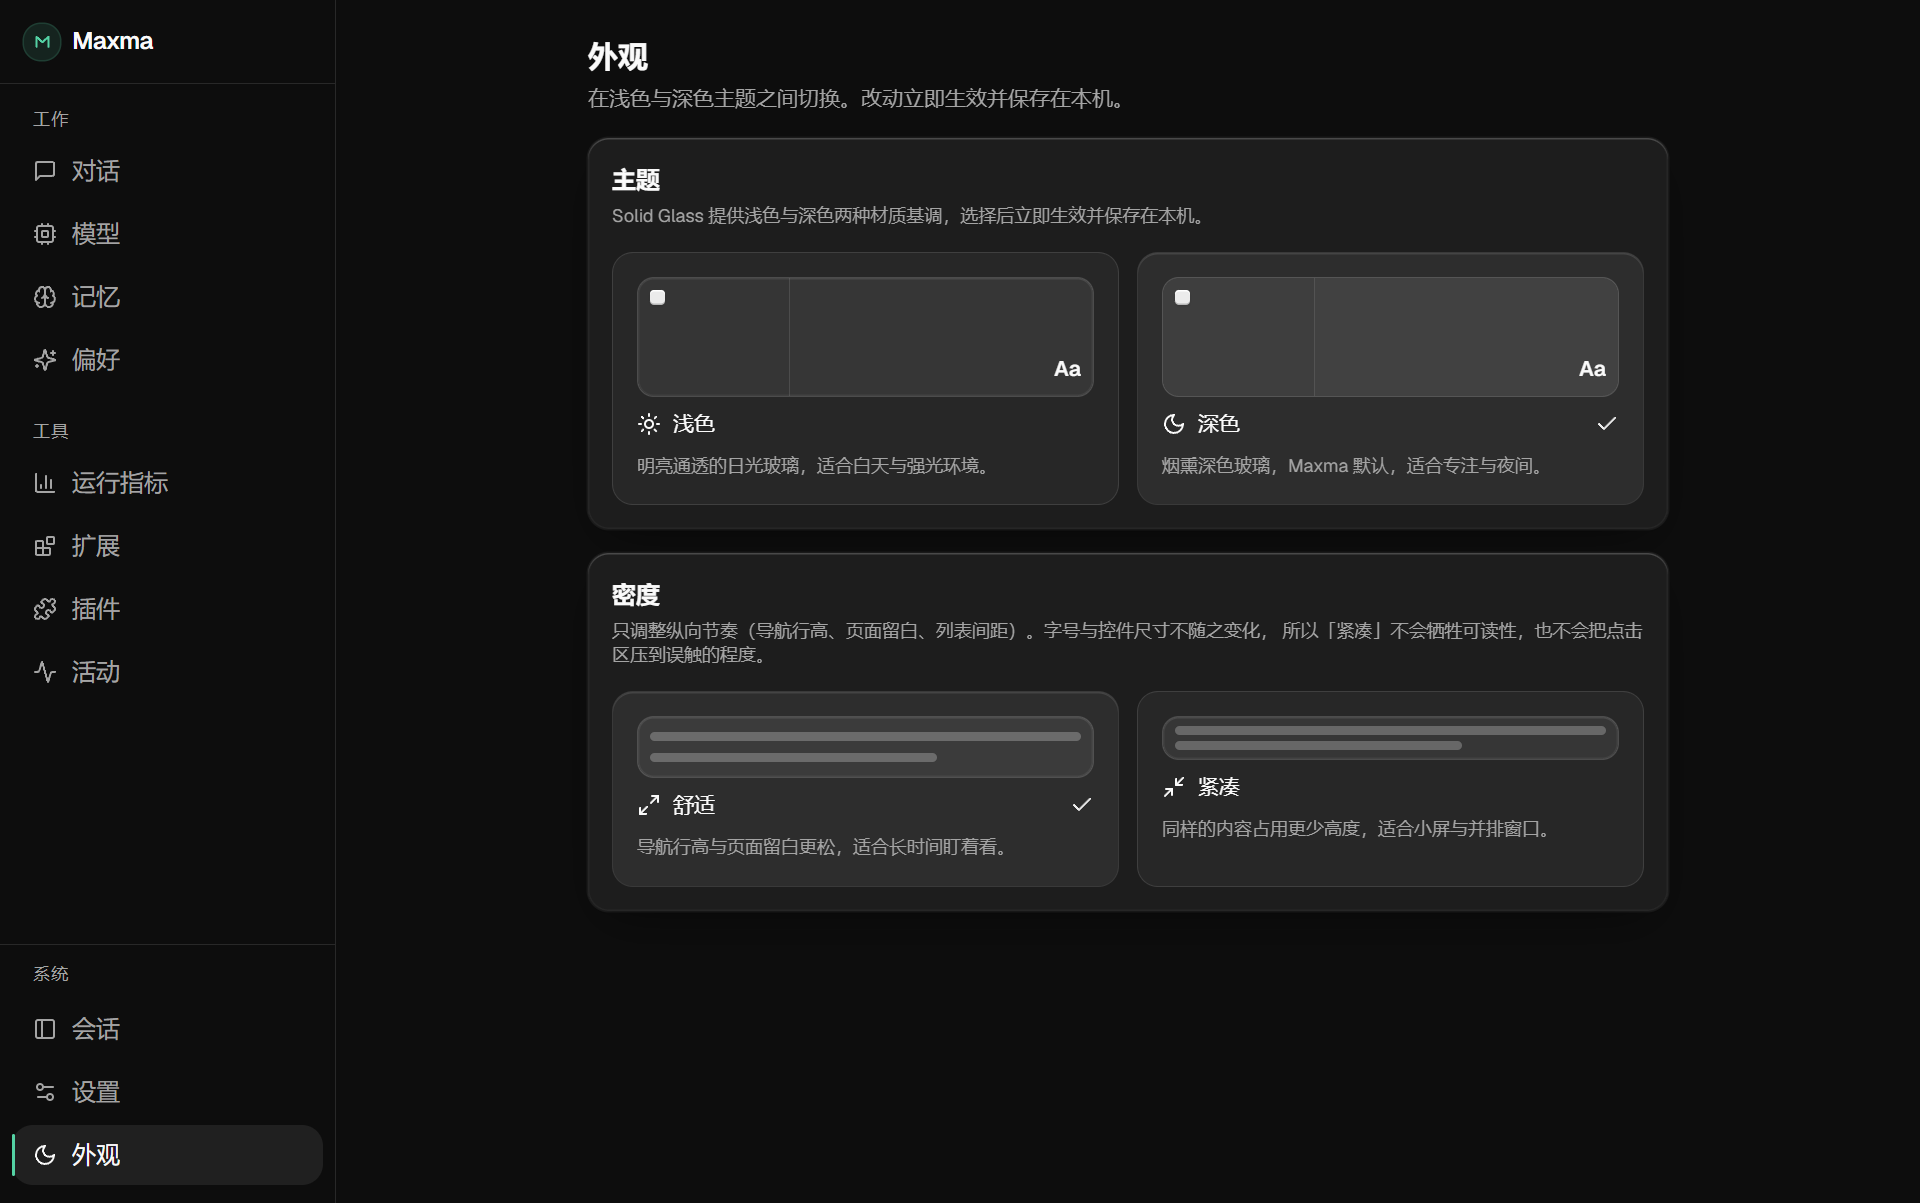 Maxma
工作
对话
模型
记忆
偏好
工具
运行指标
扩展
插件
活动
系统
会话
设置
外观
外观
在浅色与深色主题之间切换。改动立即生效并保存在本机。
主题
Solid Glass 提供浅色与深色两种材质基调，选择后立即生效并保存在本机。
Aa
浅色
明亮通透的日光玻璃，适合白天与强光环境。
Aa
深色
烟熏深色玻璃，Maxma 默认，适合专注与夜间。
密度
只调整纵向节奏（导航行高、页面留白、列表间距）。字号与控件尺寸不随之变化， 所以「紧凑」不会牺牲可读性，也不会把点击
区压到误触的程度。
舒适
导航行高与页面留白更松，适合长时间盯着看。
紧凑
同样的内容占用更少高度，适合小屏与并排窗口。